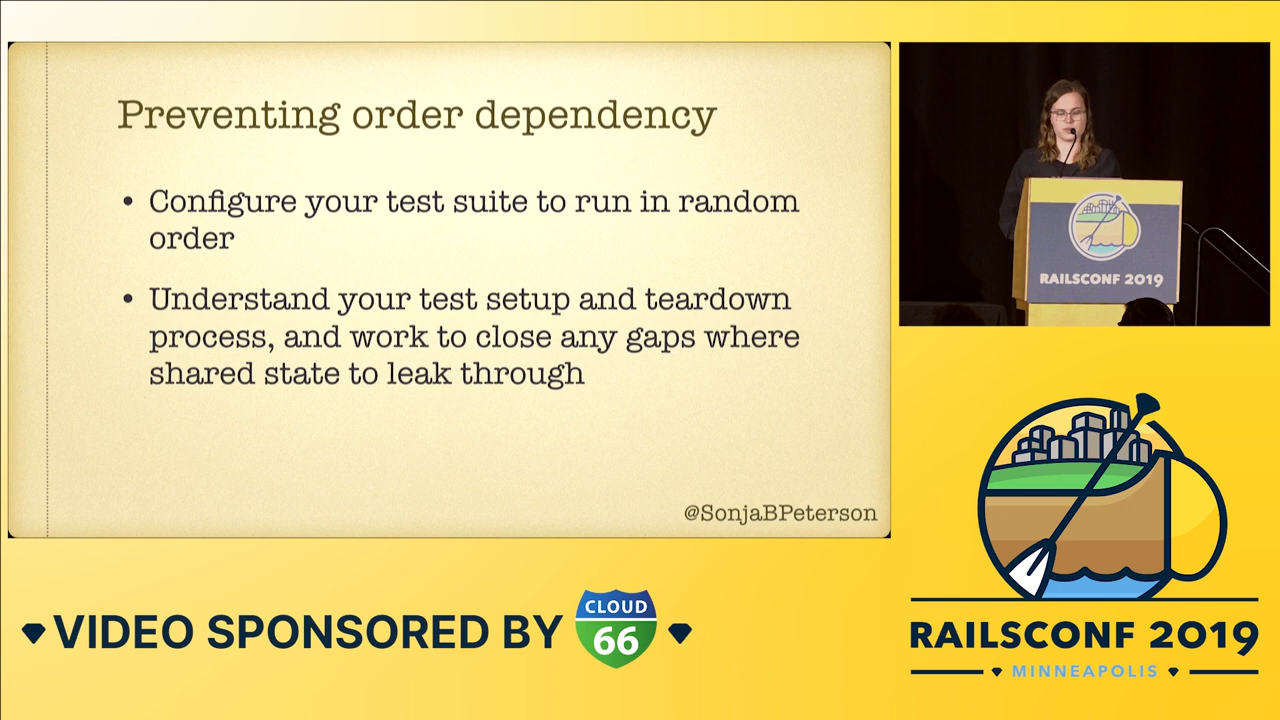 Preventing order dependency
• Configure your test suite to run in random
order
• Understand your test setup and teardown
process, and work to close any gaps where
shared state to leak through
@SonjaBPeterson
RAILSCONF 2019
VIDEO SPONSORED BY
CLOUD
66
RAILSCONF 2019
MINNEAPOLIS